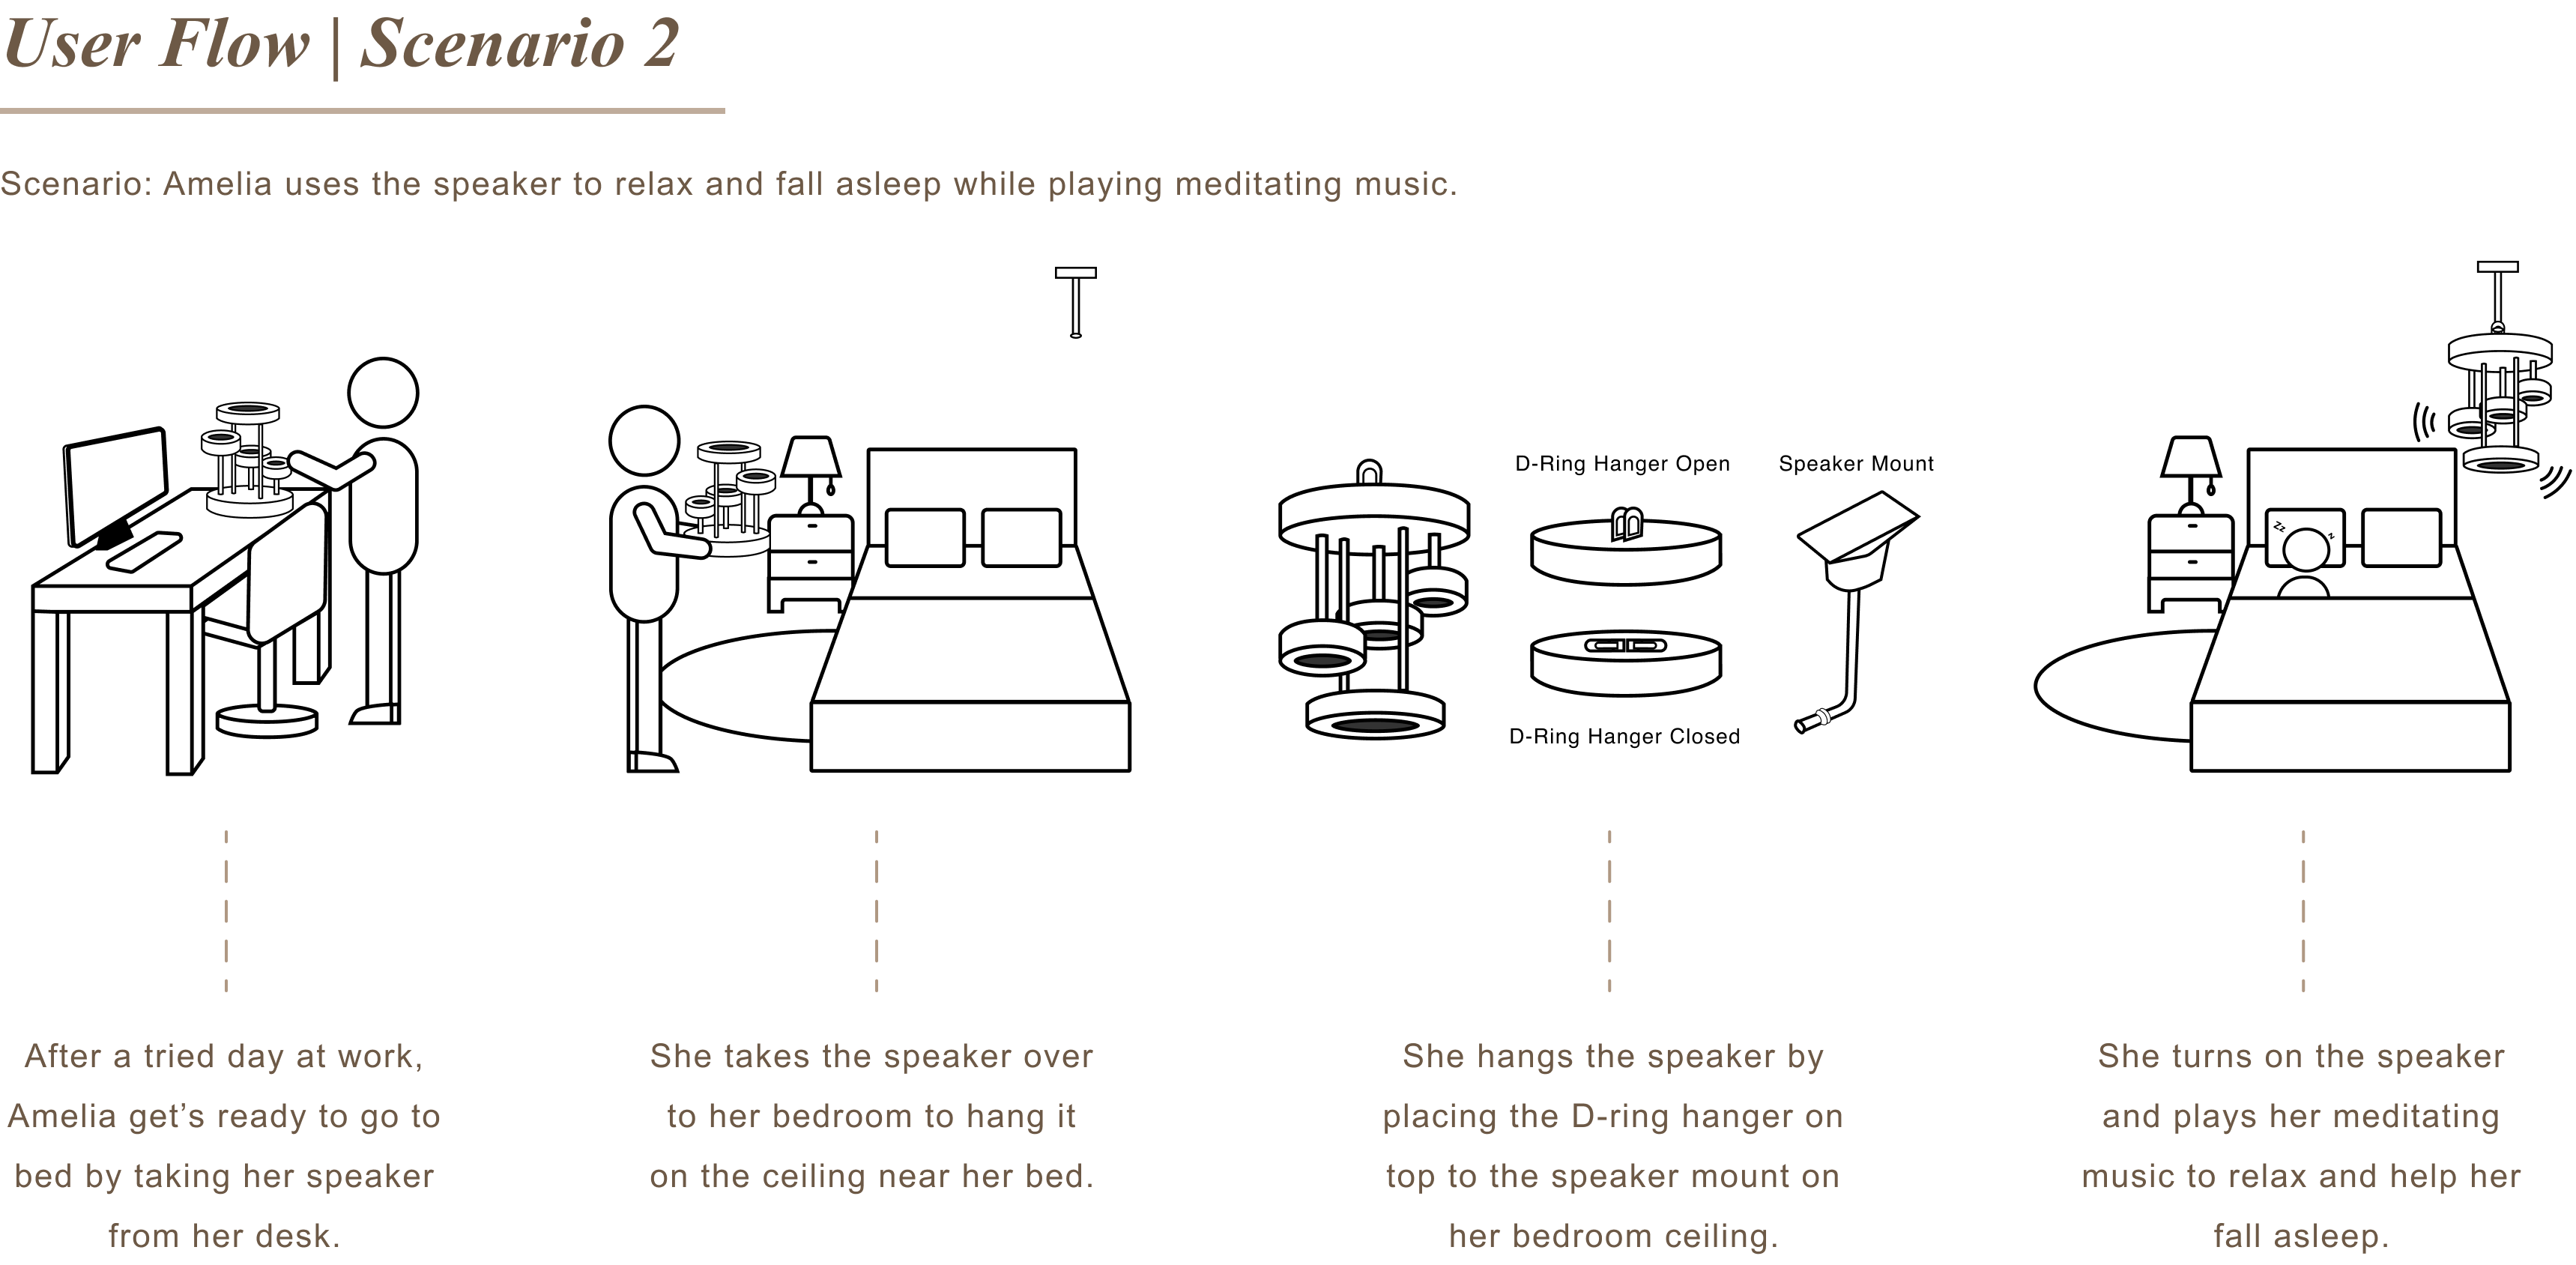 User Flow | Scenario 2
Scenario: Amelia uses the speaker to relax and fall asleep while playing meditating music.
D-Ring Hanger Open
Speaker Mount
D-Ring Hanger Closed
Zz
z
After a tried day at work,
Amelia get’s ready to go to
bed by taking her speaker
from her desk.
She takes the speaker over
to her bedroom to hang it
on the ceiling near her bed.
She hangs the speaker by
placing the D-ring hanger on
top to the speaker mount on
her bedroom ceiling.
She turns on the speaker
and plays her meditating
music to relax and help her
fall asleep.